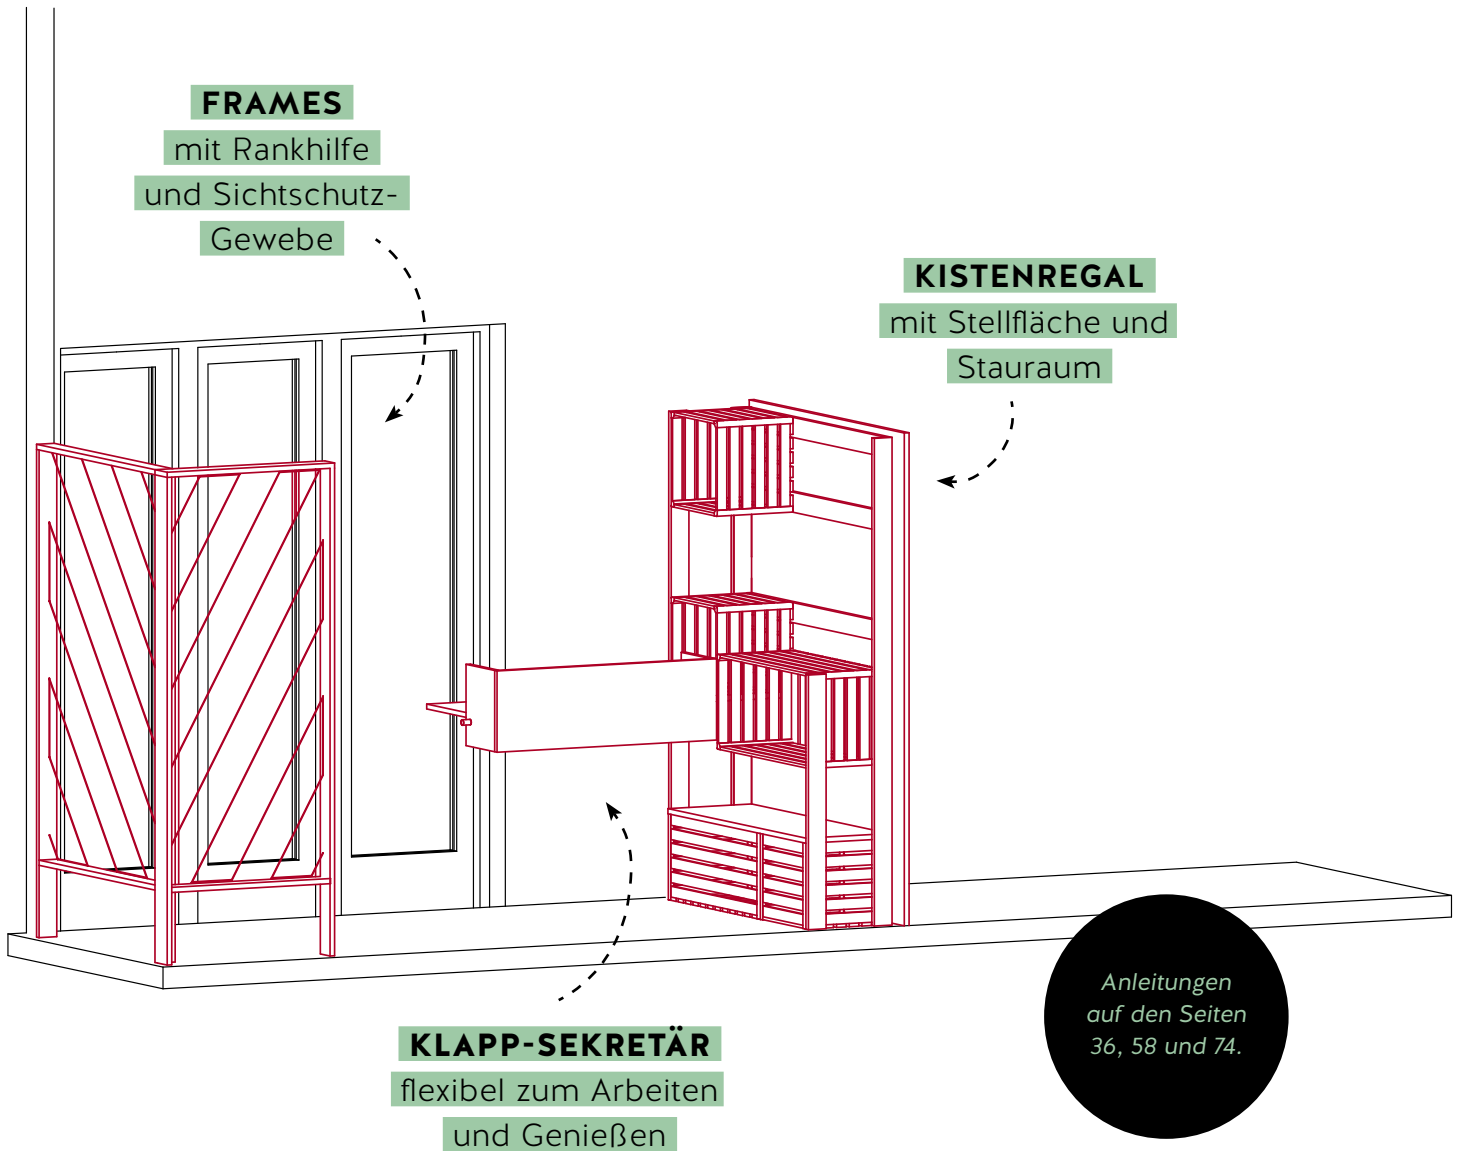 FRAMES
mit Rankhilfe
und Sichtschutz-
Gewebe
KISTENREGAL
mit Stellfläche und
Stauraum
KLAPP-SEKRETÄR
flexibel zum Arbeiten
und Genießen
Anleitungen
auf den Seiten
36, 58 und 74.